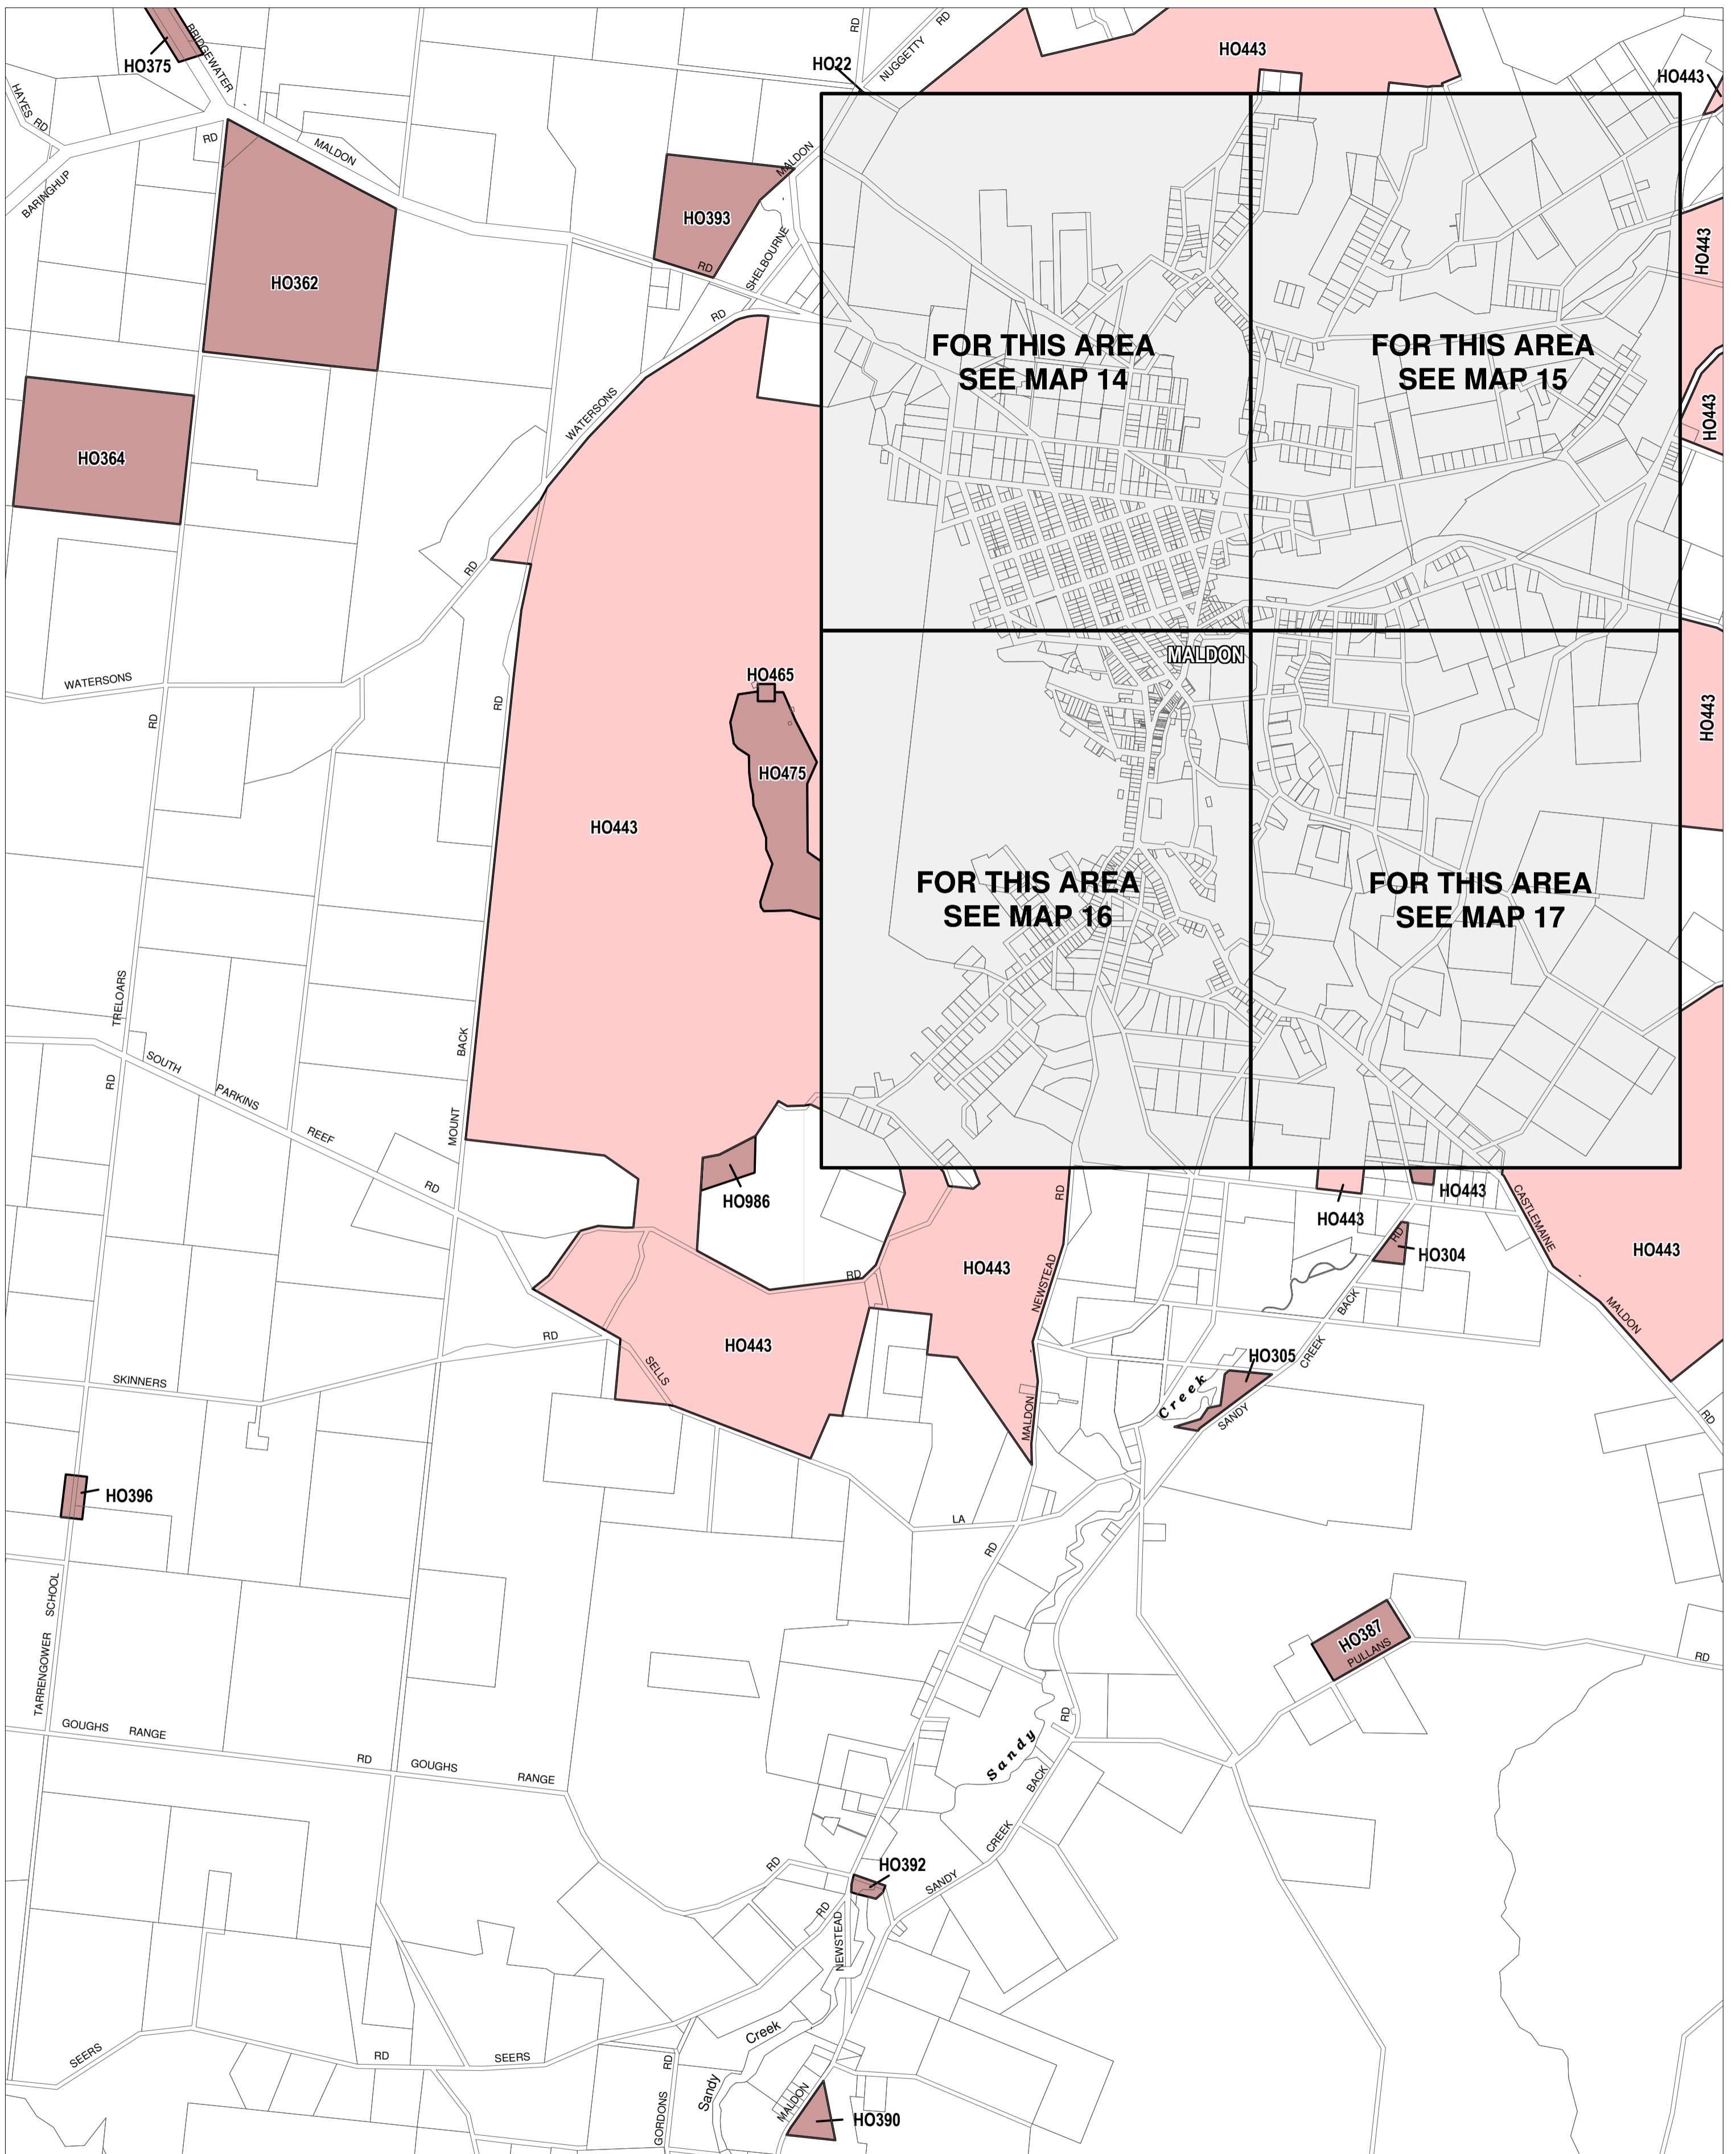 RD
NUGGETTY
RD
HO443
HO375
BRIDGEWATER
HO22
HO443
HAYES
RD
RD
MALDON
MALDON
BARINGHUP
HO393
SHELBOURNE
RD
HO443
HO362
RD
FOR THIS AREA
SEE MAP 14
FOR THIS AREA
SEE MAP 15
WATERSONS
HO443
HO364
RD
MALDON
WATERSONS
HO465
RD
RD
HO443
HO475
HO443
FOR THIS AREA
SEE MAP 16
FOR THIS AREA
SEE MAP 17
TRELOARS
BACK
SOUTH
RD
PARKINS
MOUNT
REEF
RD
HO986
RD
HO443
HO443
CASTLEMAINE
RD
HO304
HO443
HO443
RD
NEWSTEAD
BACK
MALDON
HO443
RD
CREEK
SKINNERS
SELLS
HO305
Creek
SANDY
MALDON
RD
HO396
LA
RD
SCHOOL
HO387
PULLANS
RD
TARRENGOWER
GOUGHS
RANGE
RD
Sandy
RD
GOUGHS
RANGE
BACK
CREEK
HO392
RD
SANDY
RD
NEWSTEAD
Creek
SEERS
RD
SEERS
RD
Sandy
MALDON
GORDONS
HO390